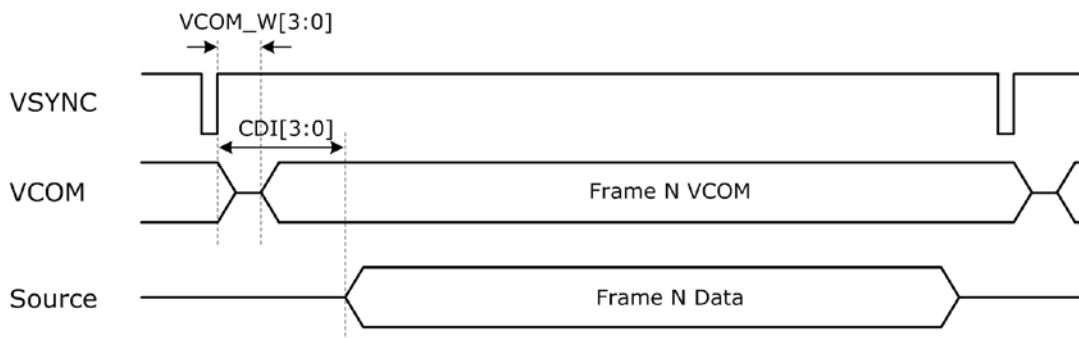 VCOM_W[3:0]
VSYNC
CDI[3:0]
VCOM
Frame N VCOM
Source
Frame N Data